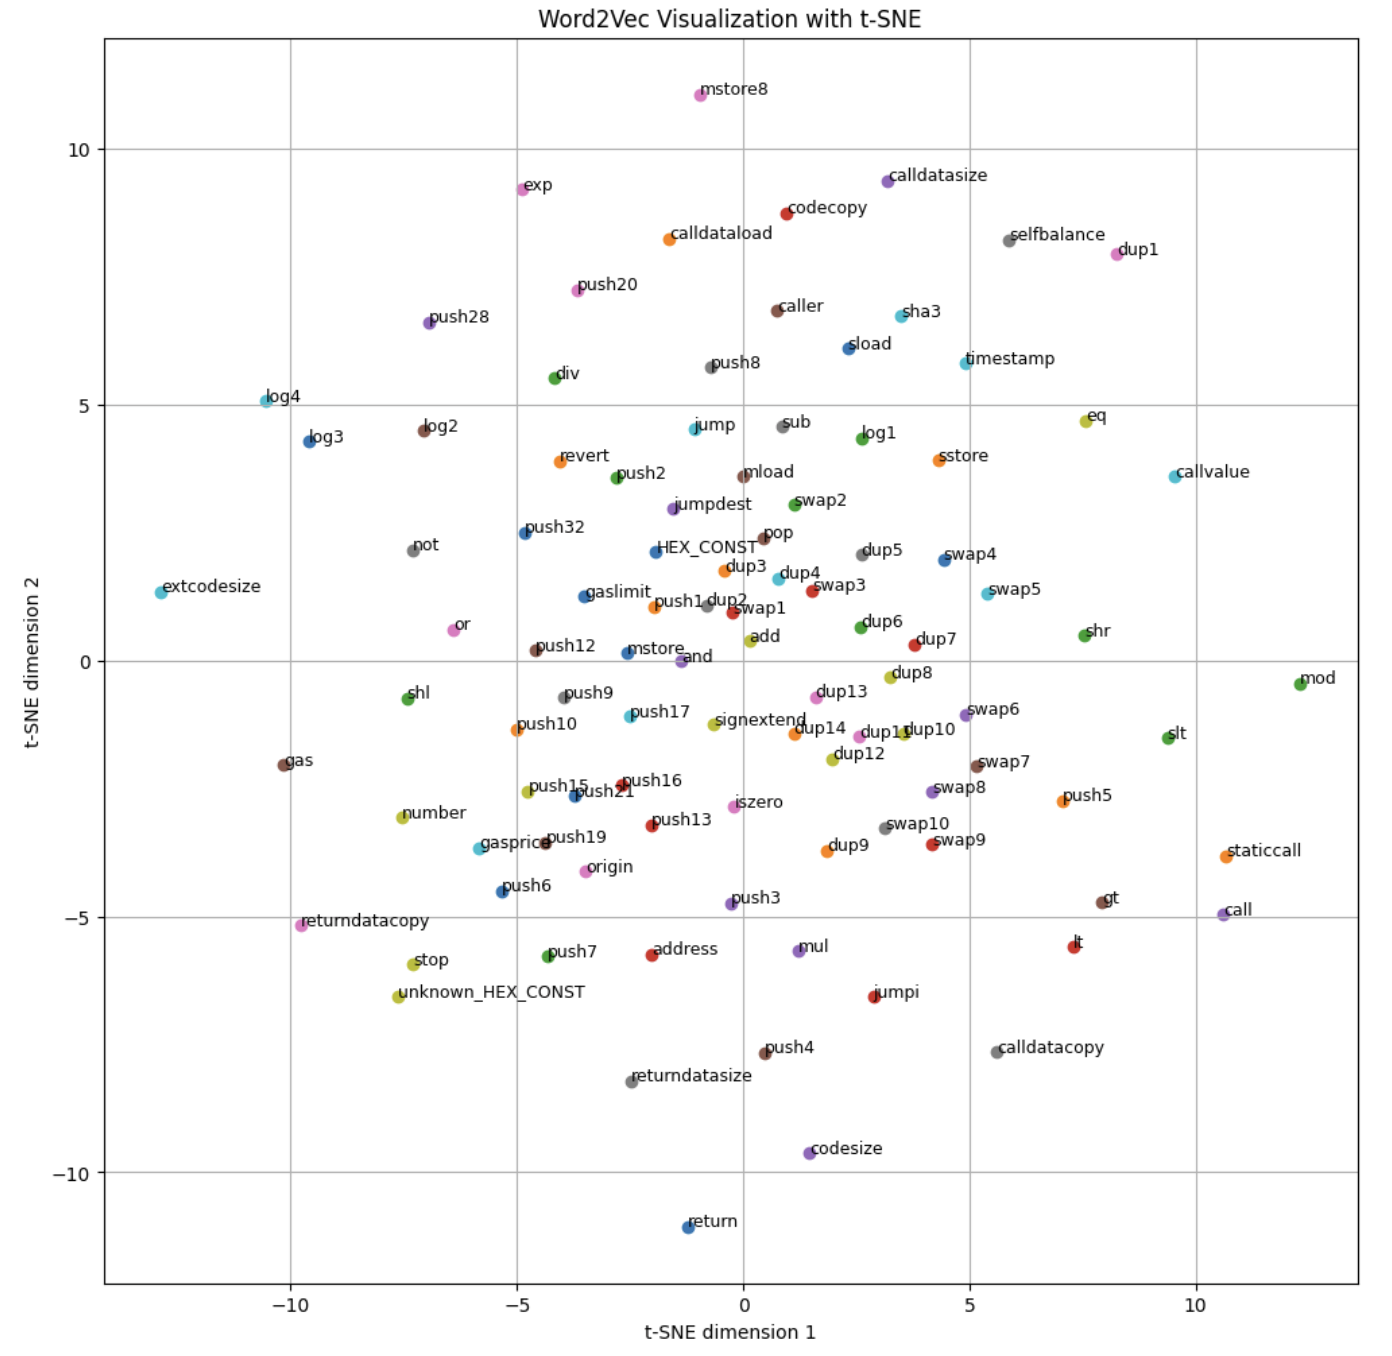 Word2Vec Visualization with t-SNE
mstore8
10
calldatasize
exp
codecopy
calldataload
selfbalance
dup1
push20
caller
sha3
push28
sload
timestamp
push8
div
log4
5
eq
log3
log2
jump
sub
log1
revert
sstore
push2
mload
callvalue
jumpdest
swap2
push32
pop
not
HEX_CONST
dup5
swap4
dup3
dup4
extcodesize
gaslimit
swap3
swap5
push1
dup2
swap1
or
dup6
shr
add
dup7
push12
mstore
and
0
dup8
mod
shl
push9
dup13
push17
swap6
push10
signextend
dup14
dup11
dup10
slt
dup12
gas
swap7
push15
push21
push16
swap8
push5
iszero
number
push13
swap10
gasprice
push19
dup9
swap9
staticcall
origin
push6
push3
gt
call
−5
returndatacopy
lt
stop
push7
address
mul
unknown_HEX_CONST
jumpi
push4
calldatacopy
returndatasize
codesize
−10
return
−10
−5
0
5
10
t-SNE dimension 1
t-SNE dimension 2